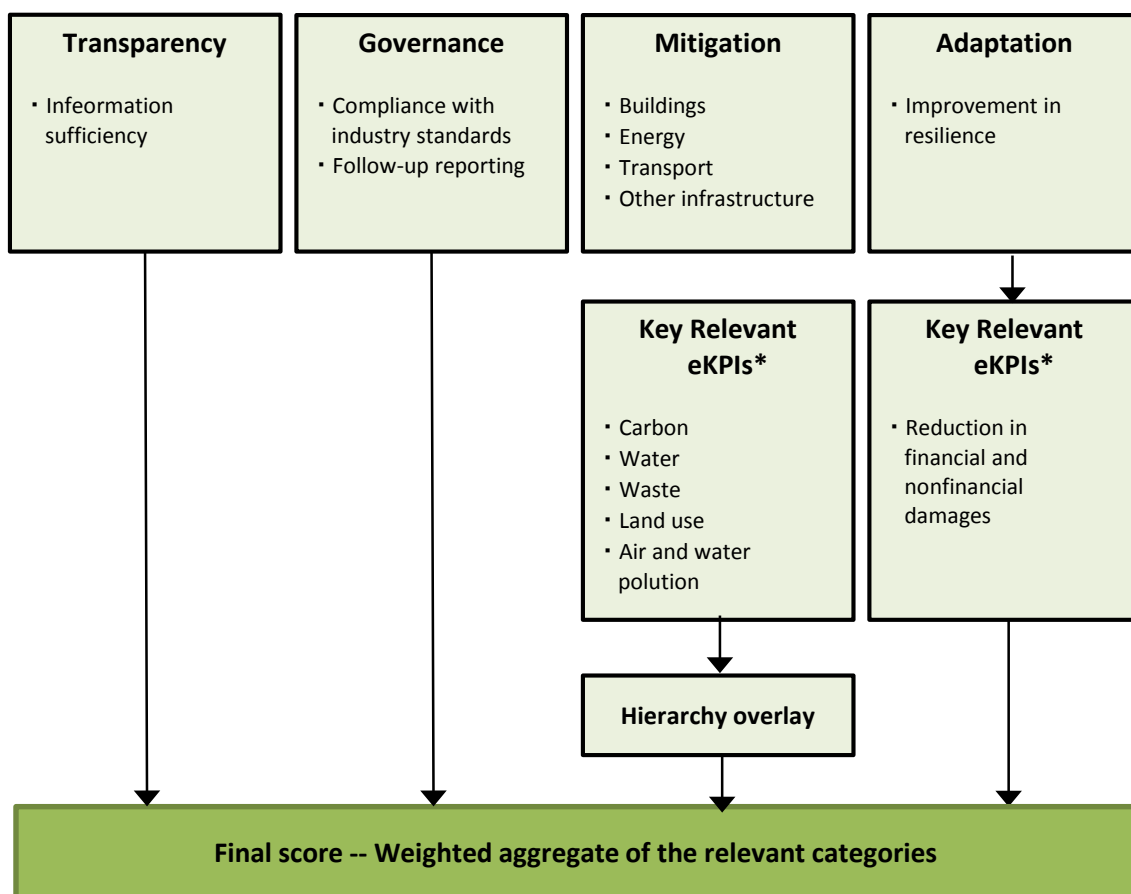 Transparency
・ Infeormation
sufficiency
Governance
・ Compliance with
industry standards
・ Follow-up reporting
Mitigation
・ Buildings
・ Energy
・ Transport
・ Other infrastructure
Adaptation
・ Improvement in
resilience
Key Relevant
eKPIs*
・ Carbon
・ Water
・ Waste
・ Land use
・ Air and water
polution
Key Relevant
eKPIs*
・ Reduction in
financial and
nonfinancial
damages
Hierarchy overlay
Final score -- Weighted aggregate of the relevant categories